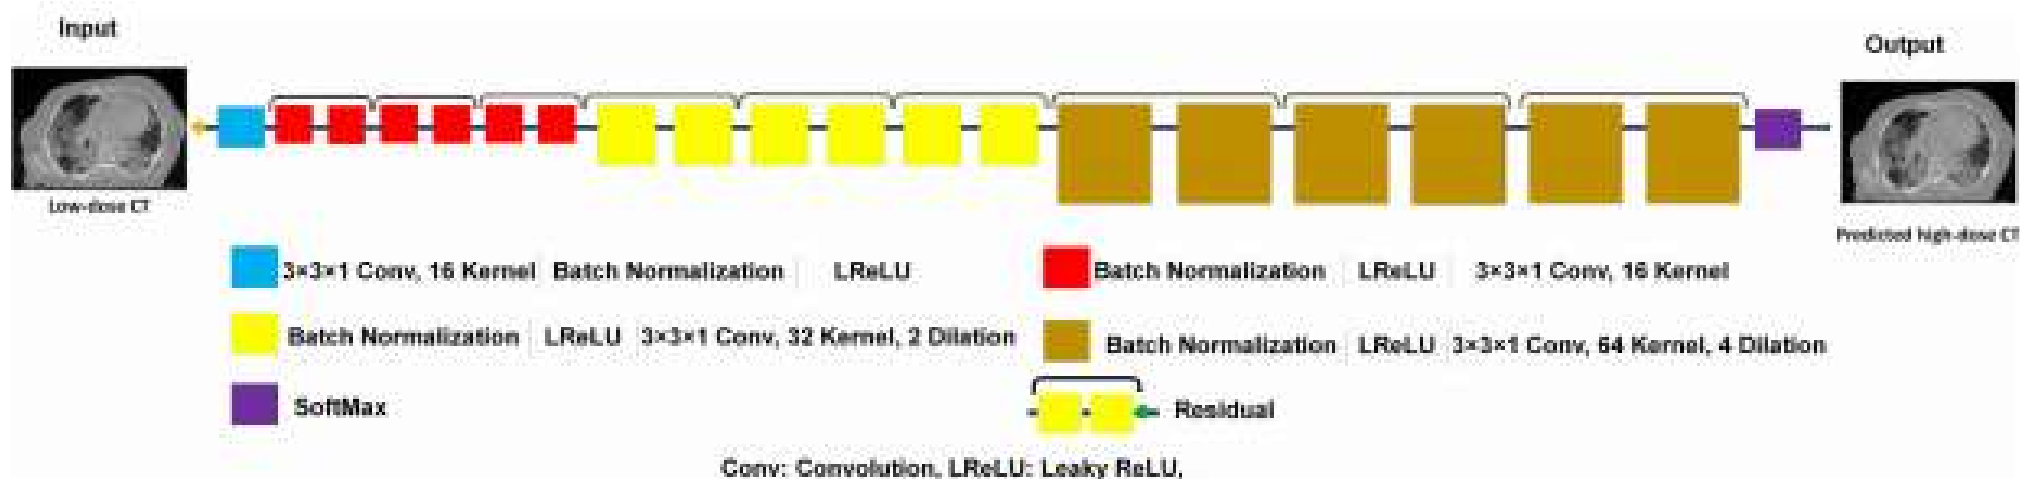 Input
Output
Low-dose CT
Predicted high-dose CT
3×3×1 Conv, 16 Kernel Batch Normalization LReLU
Batch Normalization LReLU 3×3×1 Conv, 16 Kernel
Batch Normalization LReLU 3×3×1 Conv, 32 Kernel, 2 Dilation
Batch Normalization LReLU 3×3×1 Conv, 64 Kernel, 4 Dilation
SoftMax
Residual
Conv: Convolution, LReLU: Leaky ReLU,